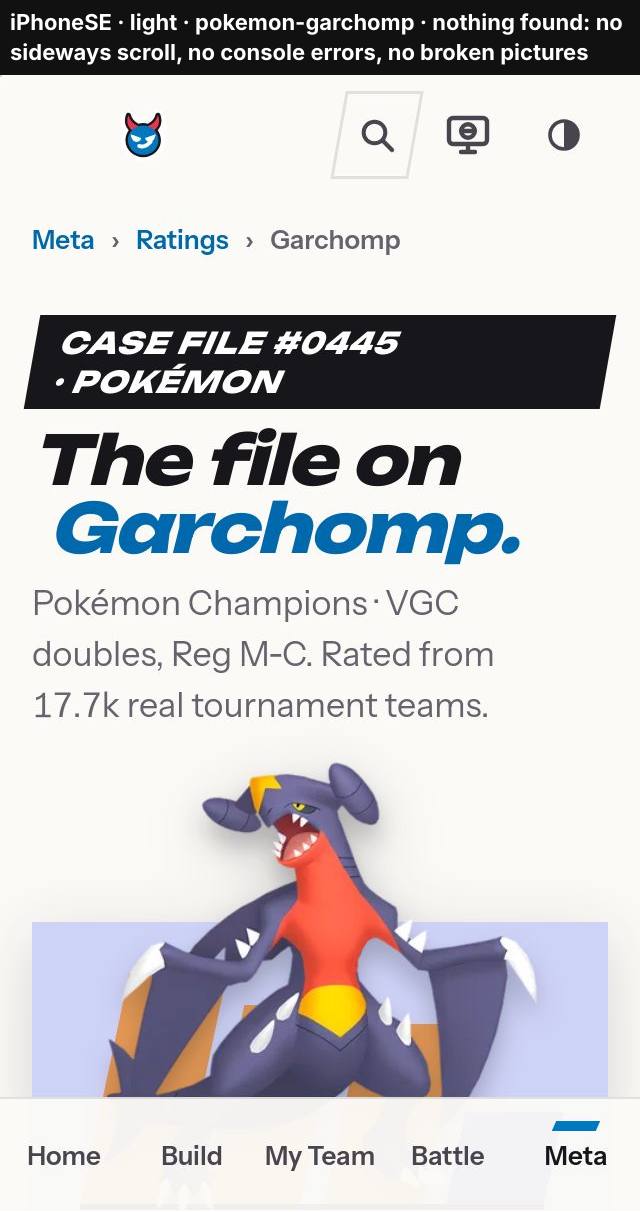 iPhoneSE · light · pokemon-garchomp · nothing found: no
sideways scroll, no console errors, no broken pictures
Meta › Ratings › Garchomp
CASE FILE #0445
· POKÉMON
The file on
Garchomp.
Pokémon Champions · VGC
doubles, Reg M-C. Rated from
17.7k real tournament teams.
Home Build My Team Battle Meta